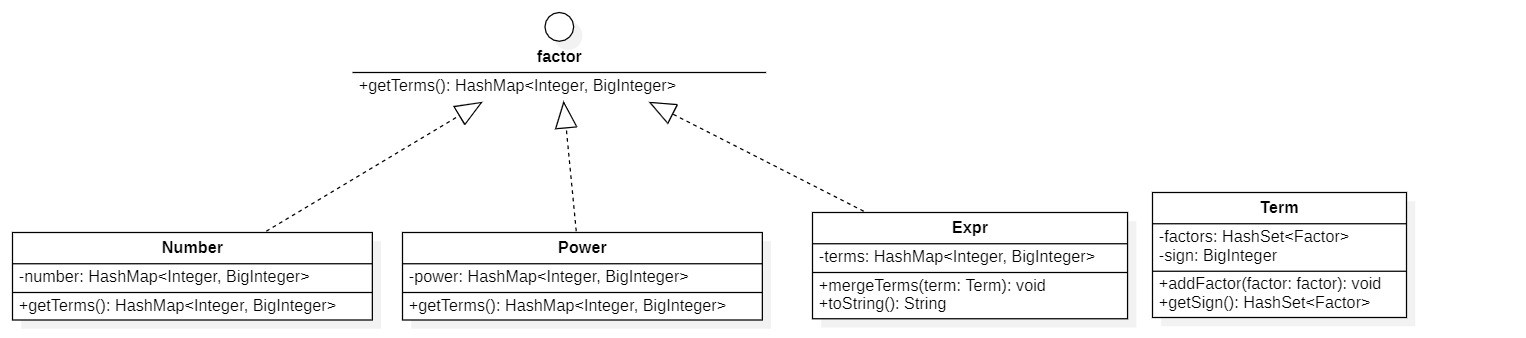 factor
+getTerms(): HashMap<Integer, BigInteger>
Number
-number: HashMap<Integer, BigInteger>
+getTerms(): HashMap<Integer, BigInteger>
Power
-power: HashMap<Integer, BigInteger>
+getTerms(): HashMap<Integer, BigInteger>
Expr
-terms: HashMap<Integer, BigInteger>
+mergeTerms(term: Term): void
+toString(): String
Term
-factors: HashSet<Factor>
-sign: BigInteger
+addFactor(factor: factor): void
+getSign(): HashSet<Factor>